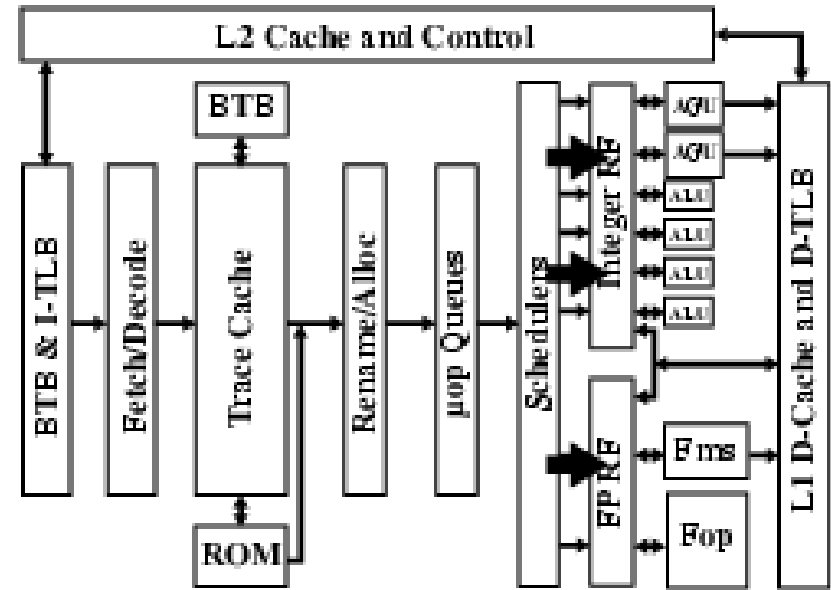 L2 Cache and Control
BTB
BTB & I-TLB
Fetch/Decode
Trace Cache
ROM
Rename/Alloc
µop Queues
Schedulers
Integer RF
FP RF
AGU
AGU
ALU
ALU
ALU
ALU
Fms
Fop
L1 D-Cache and D-TLB